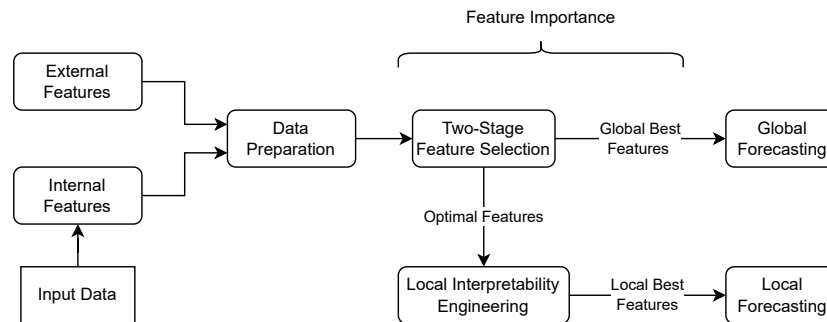 Feature Importance
External
Features
Data
Preparation
Two-Stage
Feature Selection
Global Best
Features
Global
Forecasting
Internal
Features
Optimal Features
Input Data
Local Interpretability
Engineering
Local Best
Features
Local
Forecasting